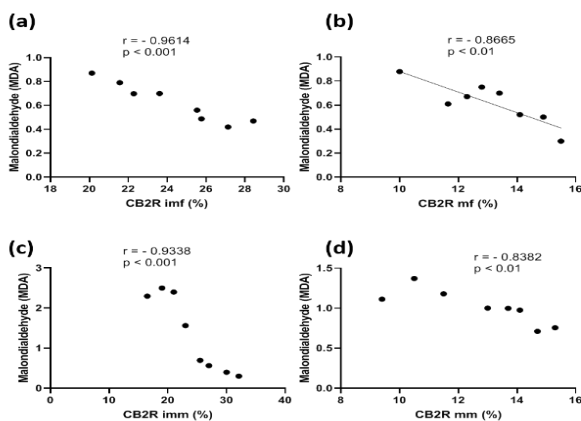 (a)
r = - 0.9614
p < 0.001
Malondialdehyde (MDA)
1.0
0.8
0.6
0.4
0.2
0.0
18 20 22 24 26 28 30
CB2R imf (%)
(b)
r = - 0.8665
p < 0.01
Malondialdehyde (MDA)
1.0
0.8
0.6
0.4
0.2
0.0
8 10 12 14 16
CB2R mf (%)
(c)
r = - 0.9338
p < 0.001
Malondialdehyde (MDA)
3
2
1
0
0 10 20 30 40
CB2R imm (%)
(d)
r = - 0.8382
p < 0.01
Malondialdehyde (MDA)
1.5
1.0
0.5
0.0
8 10 12 14 16
CB2R mm (%)